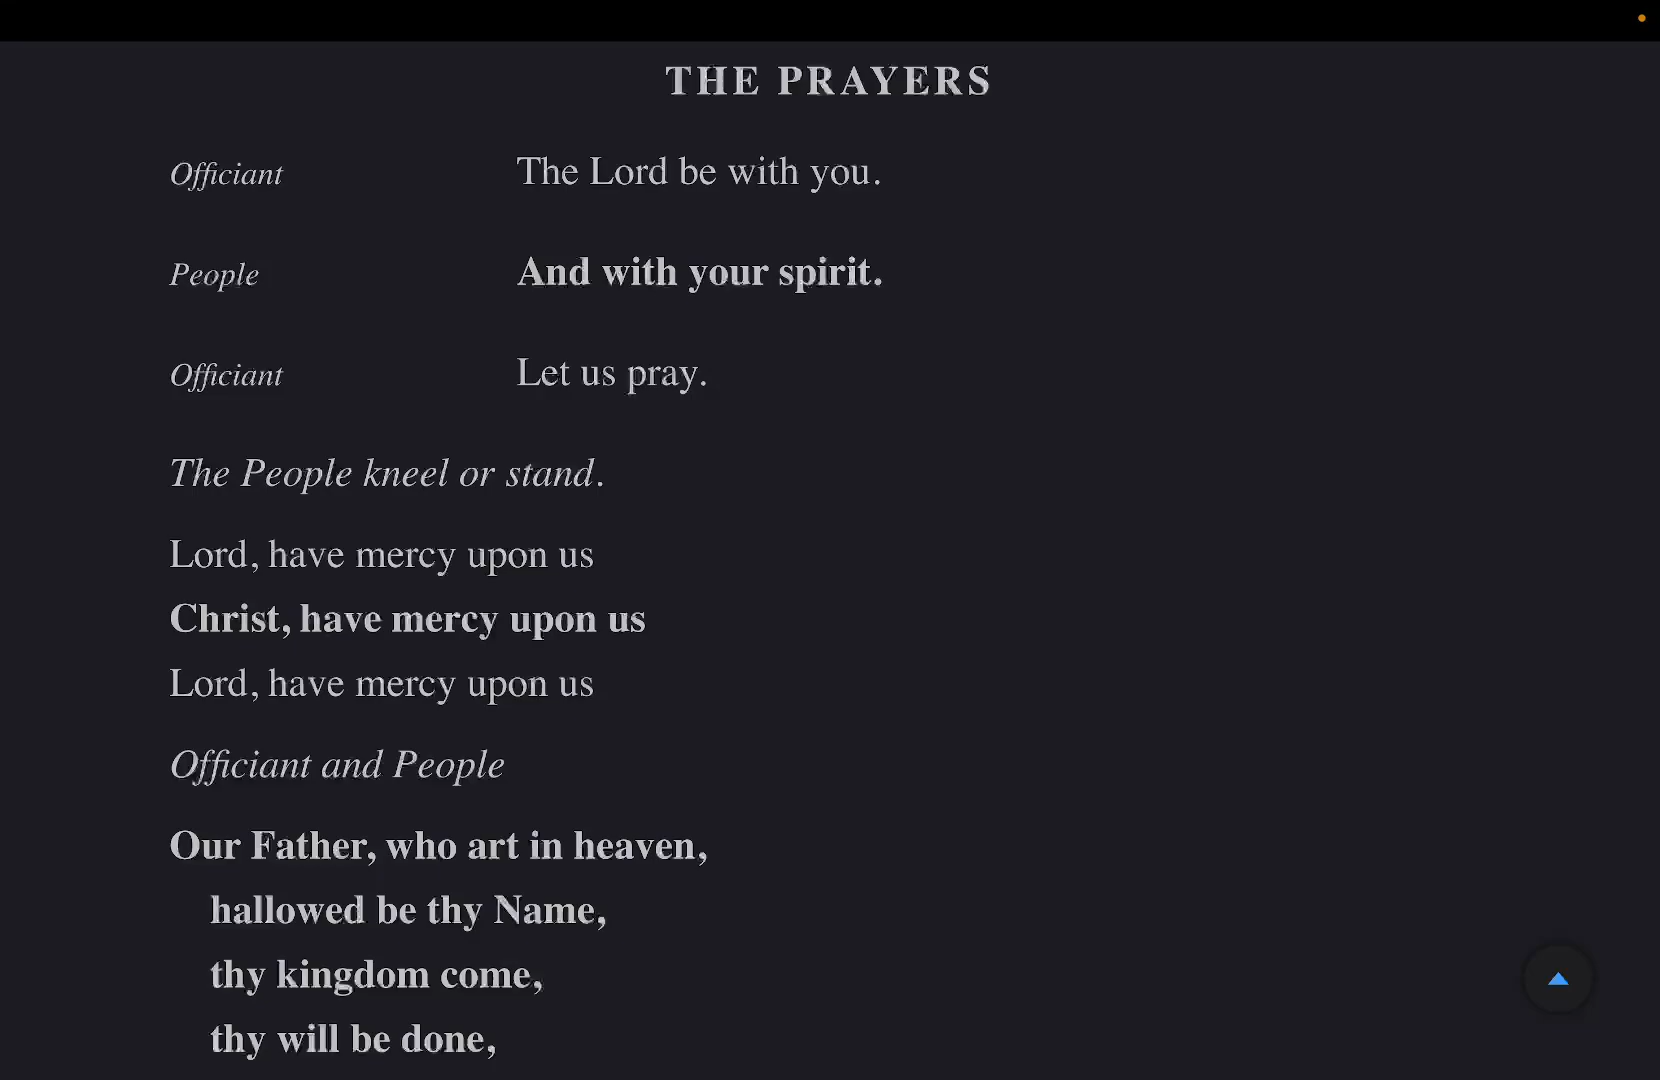 THE PRAYERS
Officiant The Lord be with you.
People And with your spirit.
Officiant Let us pray.
The People kneel or stand.
Lord, have mercy upon us
Christ, have mercy upon us
Lord, have mercy upon us
Officiant and People
Our Father, who art in heaven,
hallowed be thy Name,
thy kingdom come,
thy will be done,